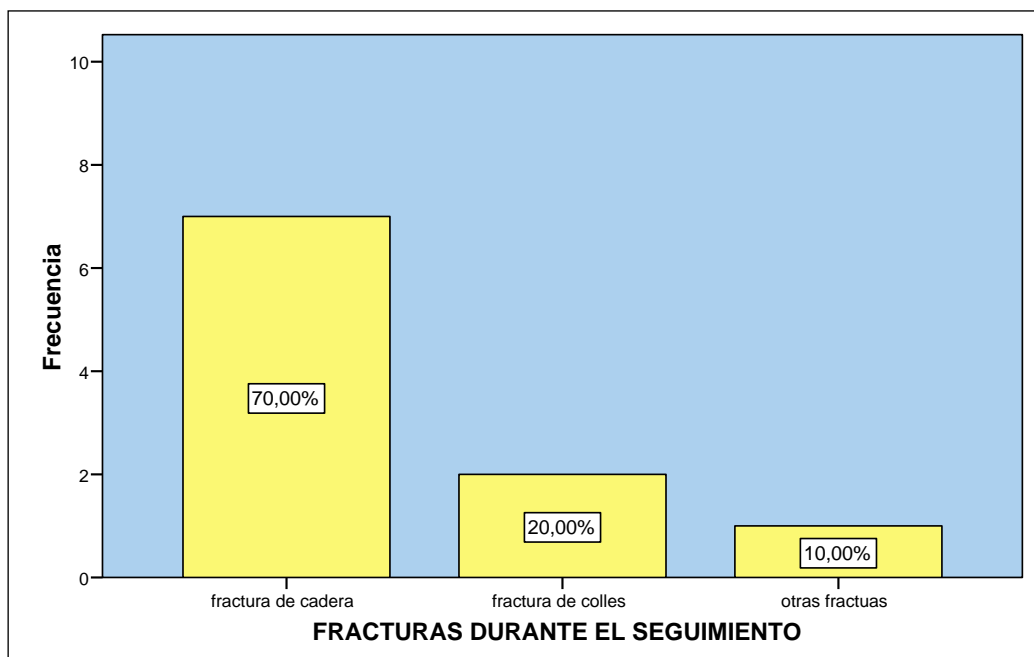 10
8
6
4
2
0
Frecuencia
70,00%
20,00%
10,00%
fractura de cadera
fractura de colles
otras fractuas
FRACTURAS DURANTE EL SEGUIMIENTO